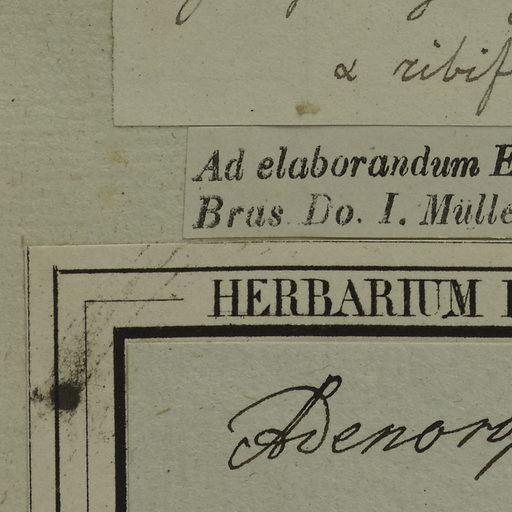 α ribif
Ad elaborandum E
Bras Do. I. Mülle
HERBARIUM
Adenor